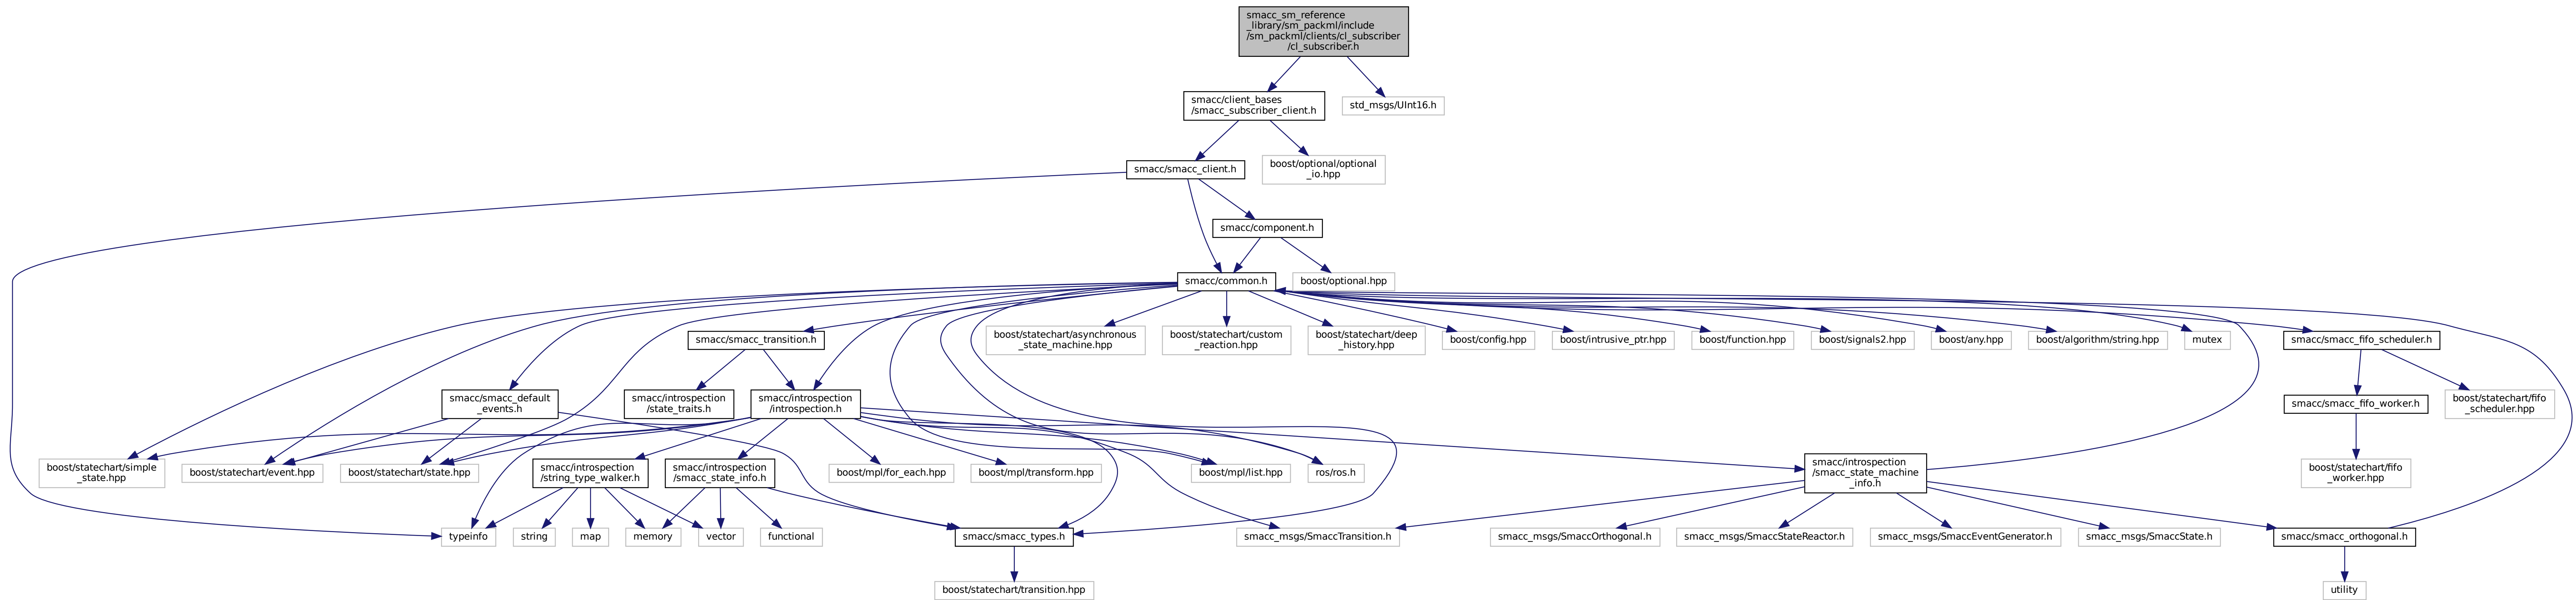 smacc_sm_reference
_library/sm_packml/include
/sm_packml/clients/cl_subscriber
/cl_subscriber.h
smacc/client_bases
/smacc_subscriber_client.h
std_msgs/UInt16.h
smacc/smacc_client.h
boost/optional/optional
_io.hpp
smacc/component.h
smacc/common.h
boost/optional.hpp
smacc/smacc_transition.h
boost/statechart/asynchronous
_state_machine.hpp
boost/statechart/custom
_reaction.hpp
boost/statechart/deep
_history.hpp
boost/config.hpp
boost/intrusive_ptr.hpp
boost/function.hpp
boost/signals2.hpp
boost/any.hpp
boost/algorithm/string.hpp
mutex
smacc/smacc_fifo_scheduler.h
smacc/smacc_default
_events.h
smacc/introspection
/state_traits.h
smacc/introspection
/introspection.h
smacc/smacc_fifo_worker.h
boost/statechart/fifo
_scheduler.hpp
boost/statechart/simple
_state.hpp
boost/statechart/event.hpp
boost/statechart/state.hpp
smacc/introspection
/string_type_walker.h
smacc/introspection
/smacc_state_info.h
boost/mpl/for_each.hpp
boost/mpl/transform.hpp
boost/mpl/list.hpp
ros/ros.h
smacc/introspection
/smacc_state_machine
_info.h
boost/statechart/fifo
_worker.hpp
typeinfo
string
map
memory
vector
functional
smacc/smacc_types.h
smacc_msgs/SmaccTransition.h
smacc_msgs/SmaccOrthogonal.h
smacc_msgs/SmaccStateReactor.h
smacc_msgs/SmaccEventGenerator.h
smacc_msgs/SmaccState.h
smacc/smacc_orthogonal.h
boost/statechart/transition.hpp
utility